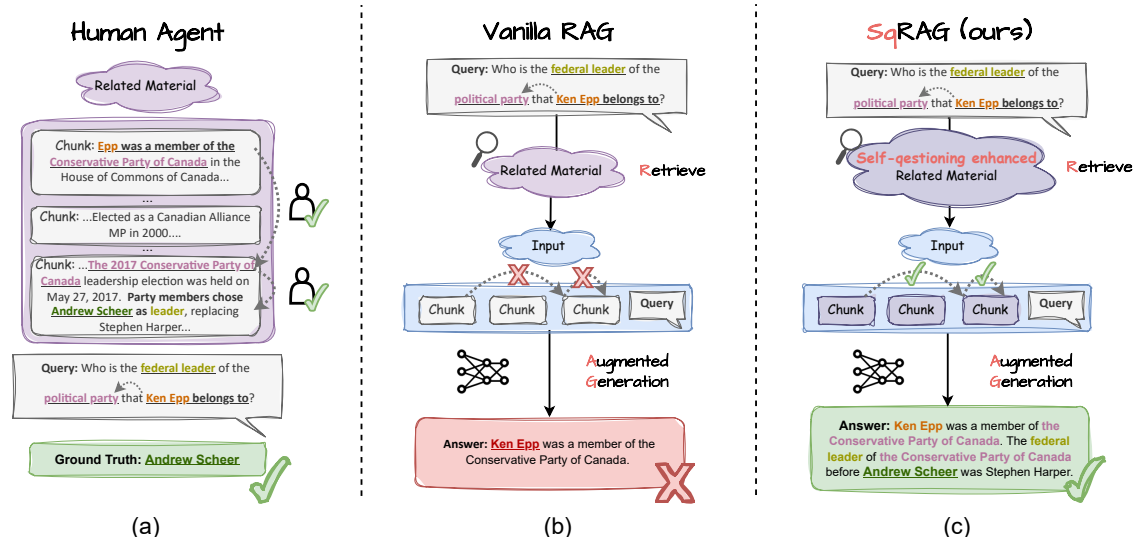 Human Agent
Related Material
Chunk: Epp was a member of the
Conservative Party of Canada in the
House of Commons of Canada...
...
Chunk: ...Elected as a Canadian Alliance
MP in 2000....
...
Chunk: ...The 2017 Conservative Party of
Canada leadership election was held on
May 27, 2017. Party members chose
Andrew Scheer as leader, replacing
Stephen Harper...
Query: Who is the federal leader of the
political party that Ken Epp belongs to?
Ground Truth: Andrew Scheer
(a)
Vanilla RAG
Query: Who is the federal leader of the
political party that Ken Epp belongs to?
Related Material
Retrieve
Input
Chunk
Chunk
Chunk
Query
Augmented
Generation
Answer: Ken Epp was a member of the
Conservative Party of Canada.
(b)
SqRAG (ours)
Query: Who is the federal leader of the
political party that Ken Epp belongs to?
Self-qestioning enhanced
Related Material
Retrieve
Input
Chunk
Chunk
Chunk
Query
Augmented
Generation
Answer: Ken Epp was a member of the
Conservative Party of Canada. The federal
leader of the Conservative Party of Canada
before Andrew Scheer was Stephen Harper.
(c)